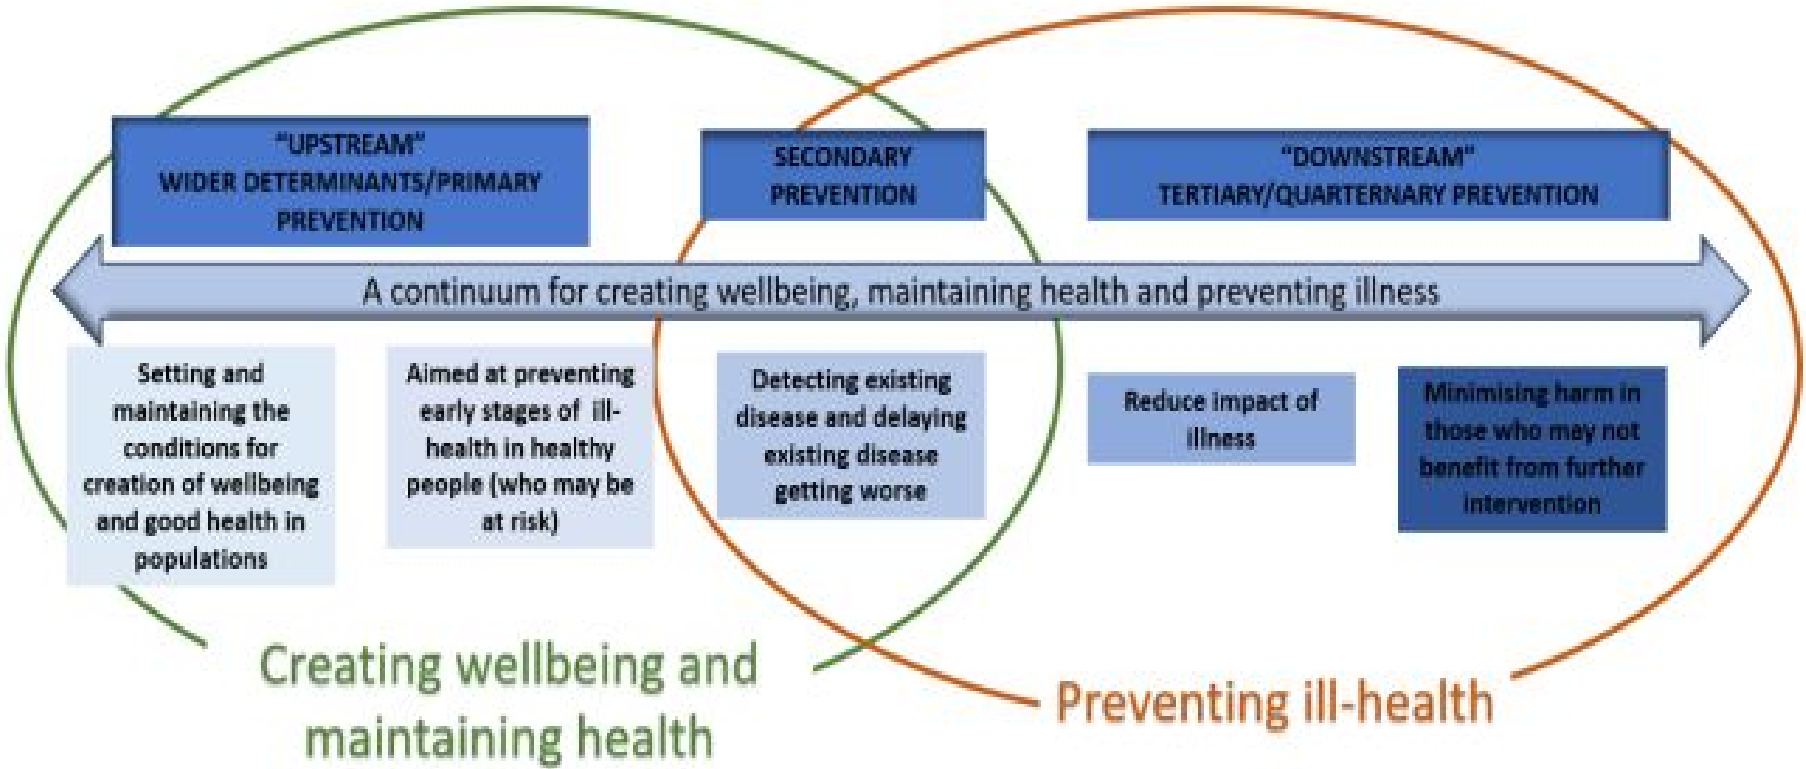 “UPSTREAM”
WIDER DETERMINANTS/PRIMARY
PREVENTION
SECONDARY
PREVENTION
“DOWNSTREAM”
TERTIARY/QUARTERNARY PREVENTION
A continuum for creating wellbeing, maintaining health and preventing illness
Setting and
maintaining the
conditions for
creation of wellbeing
and good health in
populations
Aimed at preventing
early stages of ill-
health in healthy
people (who may be
at risk)
Detecting existing
disease and delaying
existing disease
getting worse
Reduce impact of
illness
Minimising harm in
those who may not
benefit from further
intervention
Creating wellbeing and
maintaining health
Preventing ill-health